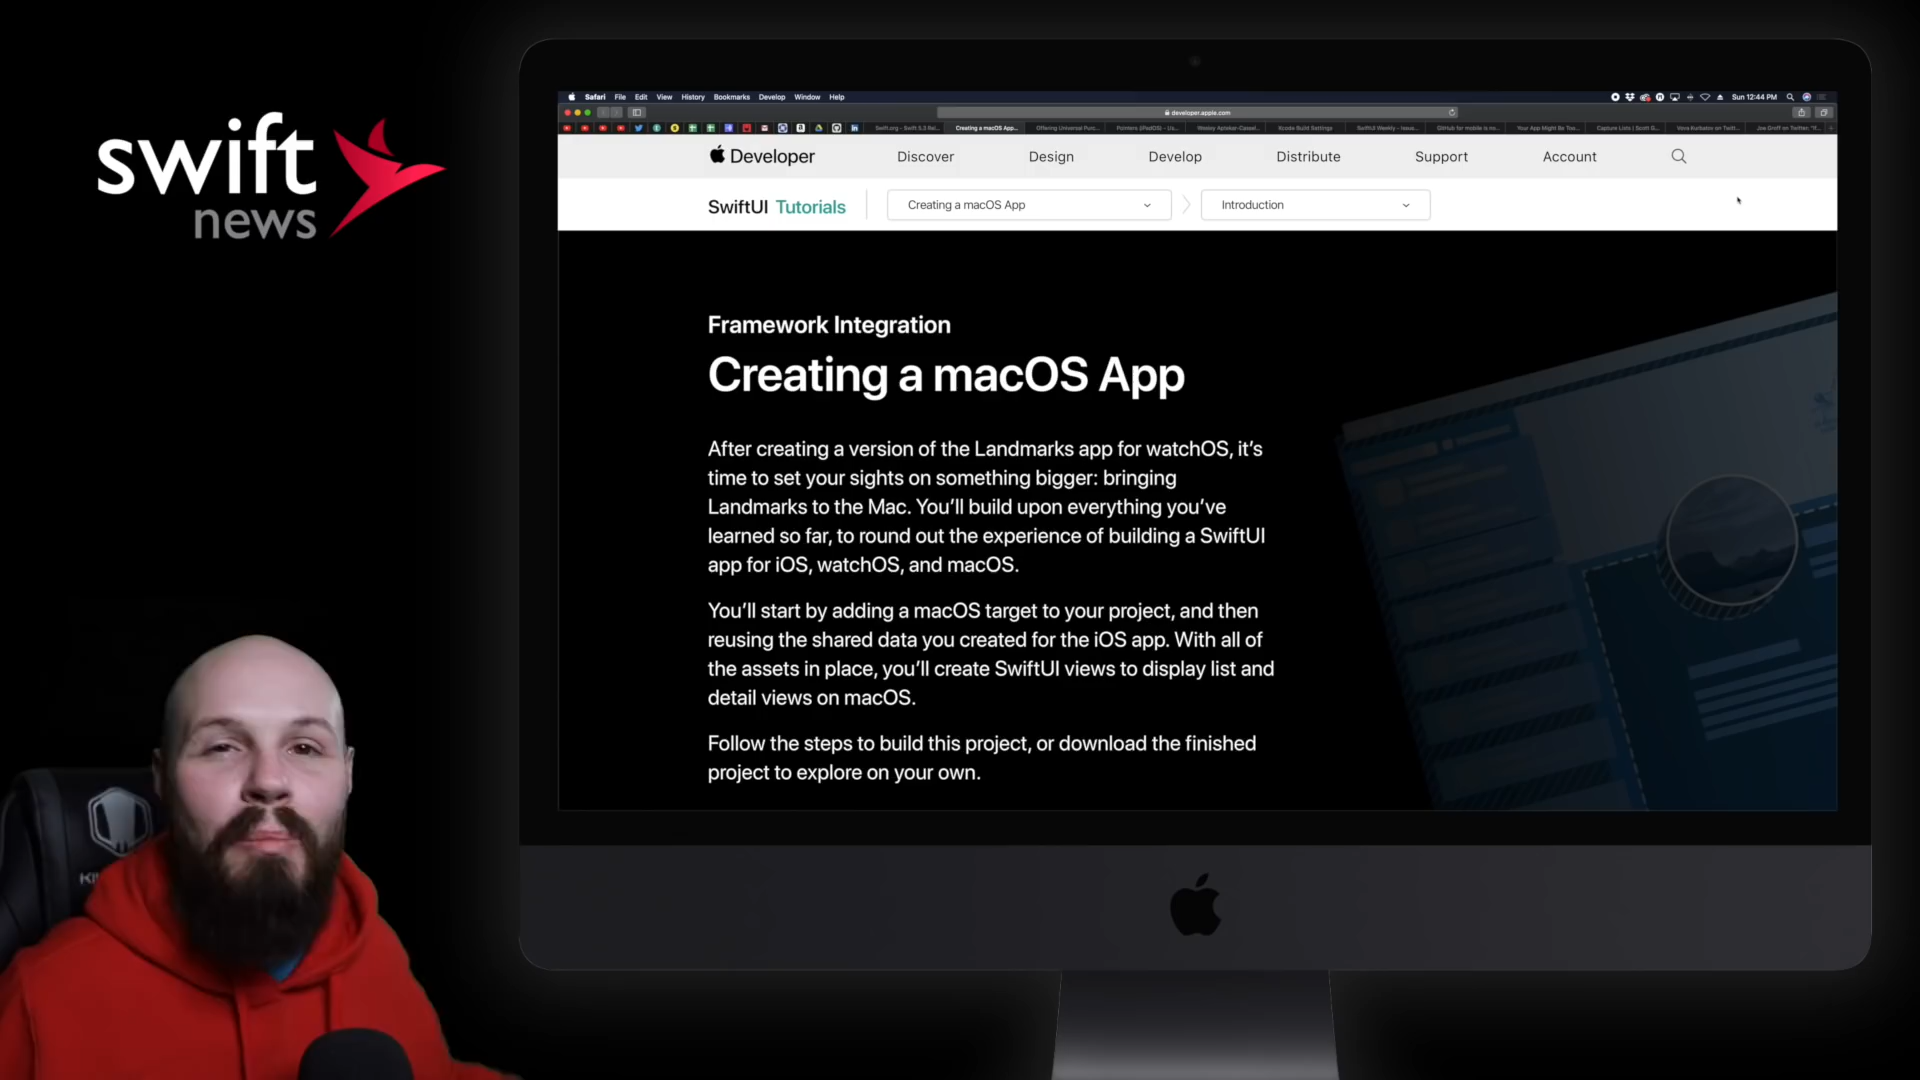 swift
news
Safari File Edit View History Bookmarks Develop Window Help
Sun 12:44 PM
developer.apple.com
Creating a macOS App...
Xcode Build Settings
Developer Discover Design Develop Distribute Support Account
SwiftUI Tutorials Creating a macOS App Introduction
Framework Integration
Creating a macOS App
After creating a version of the Landmarks app for watchOS, it’s
time to set your sights on something bigger: bringing
Landmarks to the Mac. You’ll build upon everything you’ve
learned so far, to round out the experience of building a SwiftUI
app for iOS, watchOS, and macOS.
You’ll start by adding a macOS target to your project, and then
reusing the shared data you created for the iOS app. With all of
the assets in place, you’ll create SwiftUI views to display list and
detail views on macOS.
Follow the steps to build this project, or download the finished
project to explore on your own.